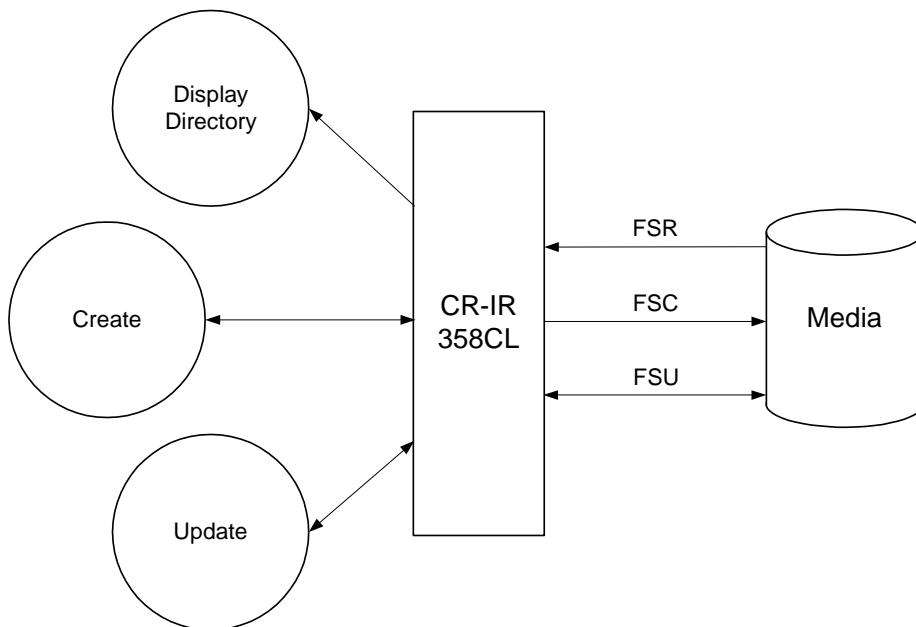 Display
Directory
Create
Update
CR-IR
358CL
FSR
FSC
FSU
Media